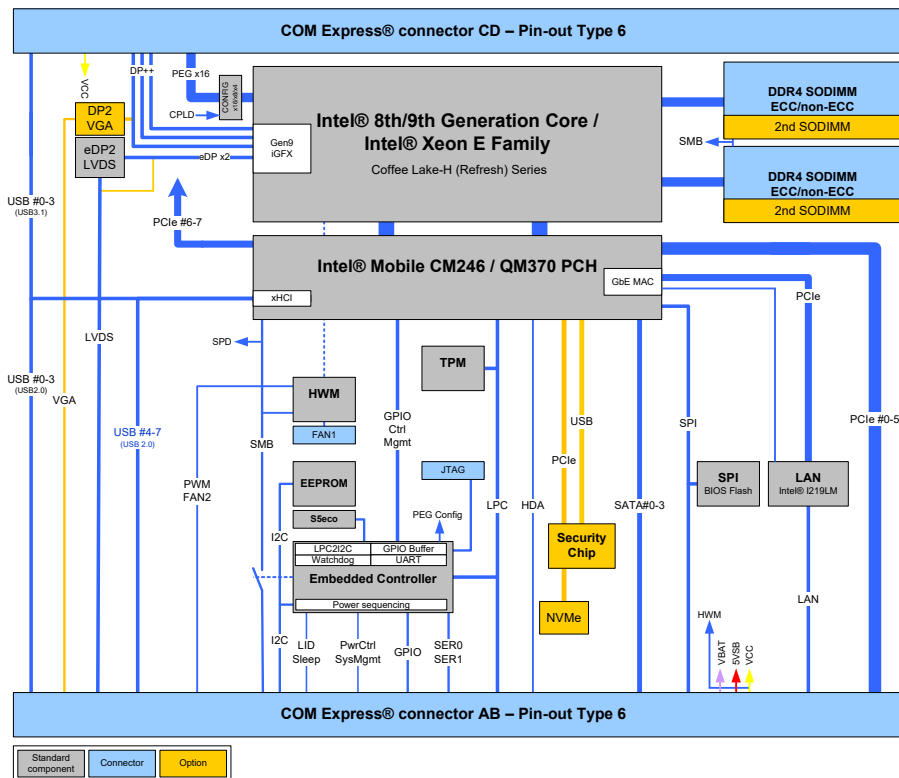 COM Express® connector CD – Pin-out Type 6
VCC
DP++
PEG x16
CONFIG
x16/x8/x4
CPLD
DP2
VGA
eDP2
LVDS
eDP x2
Gen9
iGFX
Intel® 8th/9th Generation Core /
Intel® Xeon E Family
Coffee Lake-H (Refresh) Series
DDR4 SODIMM
ECC/non-ECC
2nd SODIMM
SMB
DDR4 SODIMM
ECC/non-ECC
2nd SODIMM
USB #0-3
(USB3.1)
PCIe #6-7
Intel® Mobile CM246 / QM370 PCH
GbE MAC
xHCI
PCIe
LVDS
SPD
TPM
USB #0-3
(USB2.0)
VGA
USB #4-7
(USB 2.0)
HWM
FAN1
SMB
GPIO
Ctrl
Mgmt
USB
PCIe
SPI
PCIe #0-5
JTAG
PWM
FAN2
EEPROM
S5eco
I2C
PEG Config
LPC
HDA
SATA#0-3
SPI
BIOS Flash
LAN
Intel® I219LM
LPC2I2C
GPIO Buffer
Watchdog
UART
Embedded Controller
Power sequencing
Security
Chip
NVMe
LAN
I2C
LID
Sleep
PwrCtrl
SysMgmt
GPIO
SER0
SER1
HWM
VBAT
5VSB
VCC
COM Express® connector AB – Pin-out Type 6
Standard
component
Connector
Option